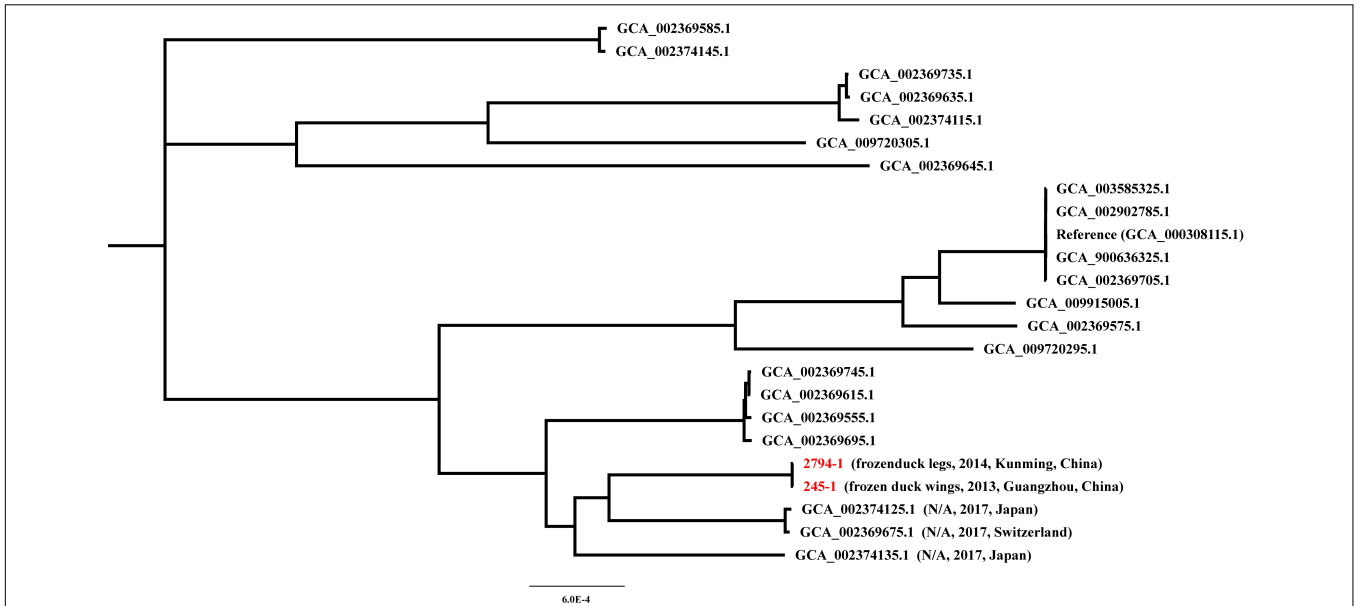 GCA_002369585.1
GCA_002374145.1
GCA_002369735.1
GCA_002369635.1
GCA_002374115.1
GCA_009720305.1
GCA_002369645.1
GCA_003585325.1
GCA_002902785.1
Reference (GCA_000308115.1)
GCA_900636325.1
GCA_002369705.1
GCA_009915005.1
GCA_002369575.1
GCA_009720295.1
GCA_002369745.1
GCA_002369615.1
GCA_002369555.1
GCA_002369695.1
2794-1 (frozenduck legs, 2014, Kunming, China)
245-1 (frozen duck wings, 2013, Guangzhou, China)
GCA_002374125.1 (N/A, 2017, Japan)
GCA_002369675.1 (N/A, 2017, Switzerland)
GCA_002374135.1 (N/A, 2017, Japan)
6.0E-4